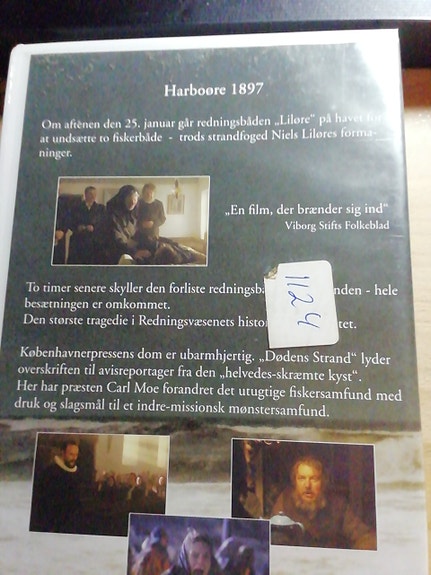 Harboøre 1897
Om aftenen den 25. januar går redningsbåden „Liløre" på havet for
at undsætte to fiskerbåde - trods strandfoged Niels Liløres forma-
ninger.
„En film, der brænder sig ind"
Viborg Stifts Folkeblad
To timer senere skyller den forliste rednings - hele
besætningen er omkommet.
Den største tragedie i Redningsvæsenets
1124
Københavnerpressens dom er ubarmhjertig. „Dødens Strand" lyder
overskriften til avisreportager fra den „helvedes-skræmte kyst".
Her har præsten Carl Moe forandret det utugtige fiskersamfund med
druk og slagsmål til et indre-missionsk mønstersamfund.